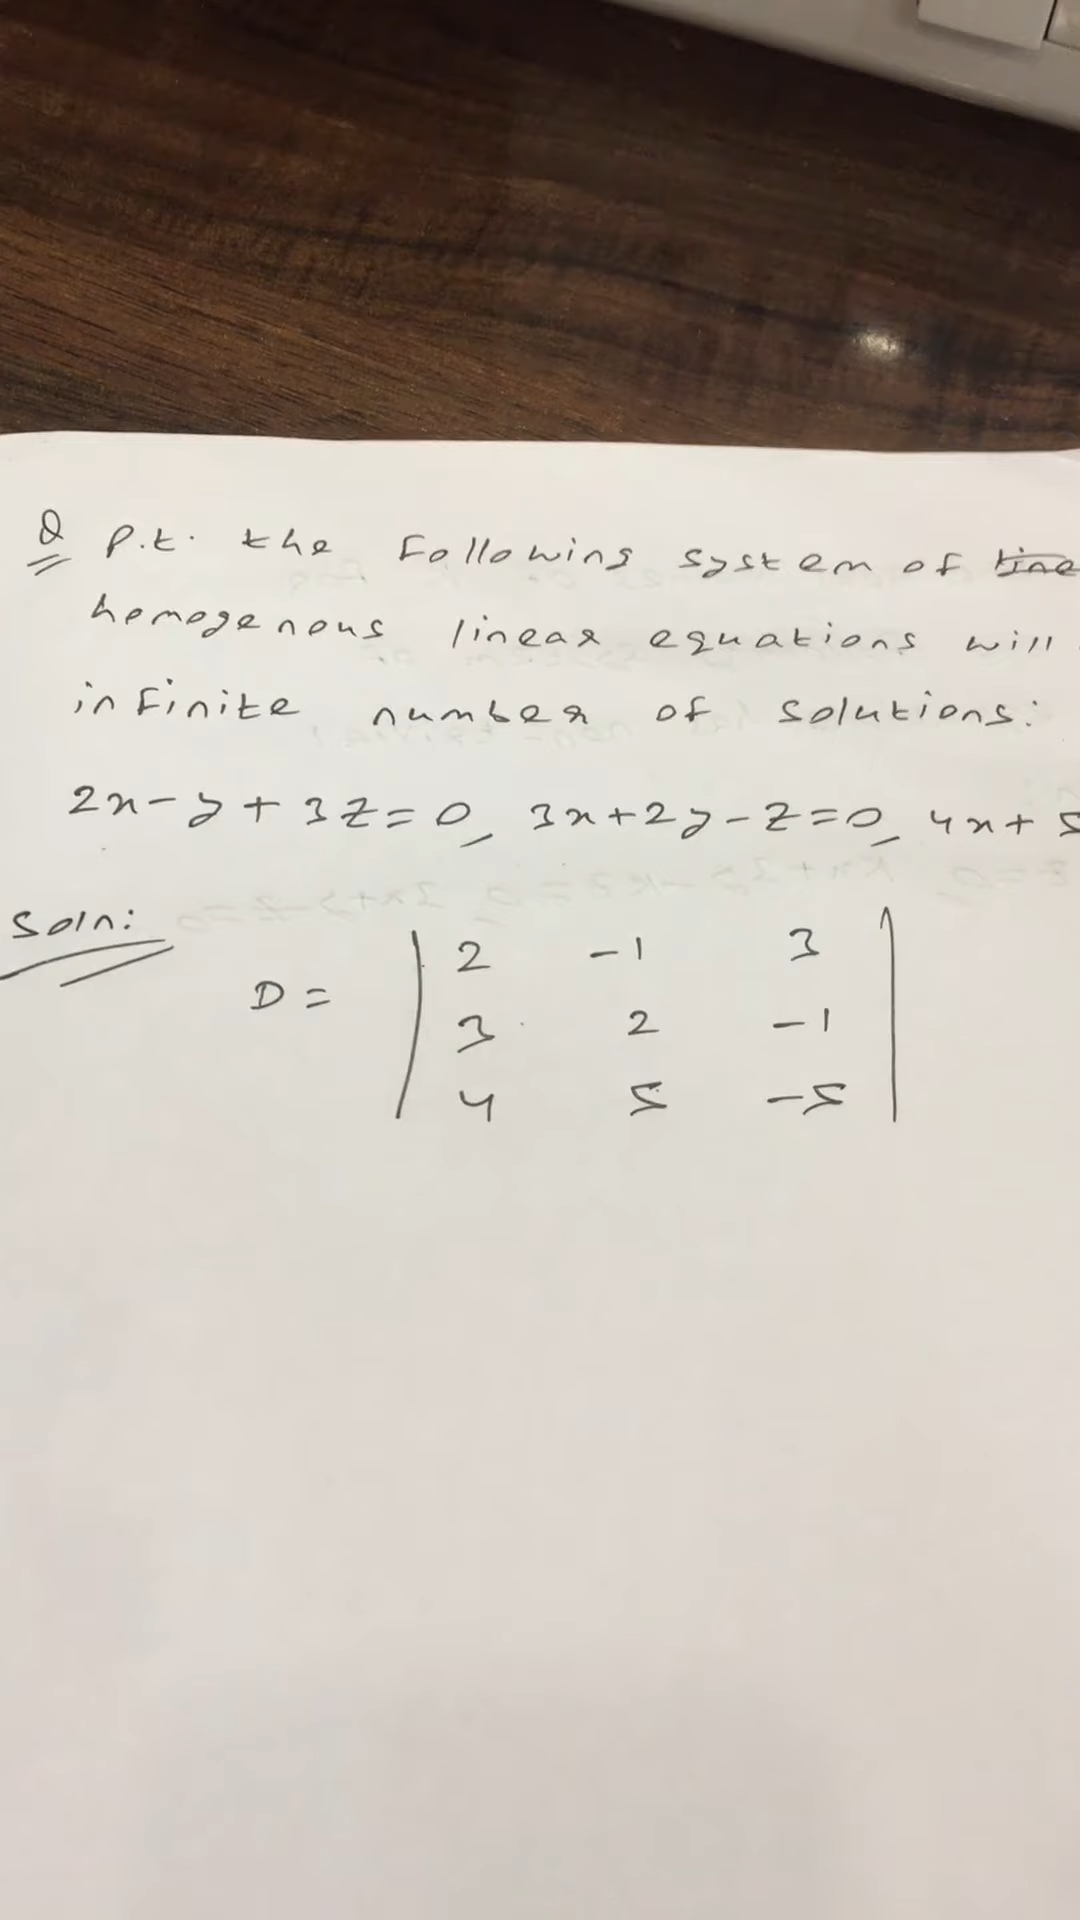 Q P.t. the following system of
homogenous linear equations will
infinite number of solutions:
2x-y+3z=0, 3x+2y-z=0, 4x+5
Soln:
D= | 2 -1 3 |
| 3 2 -1 |
| 4 5 -5 |